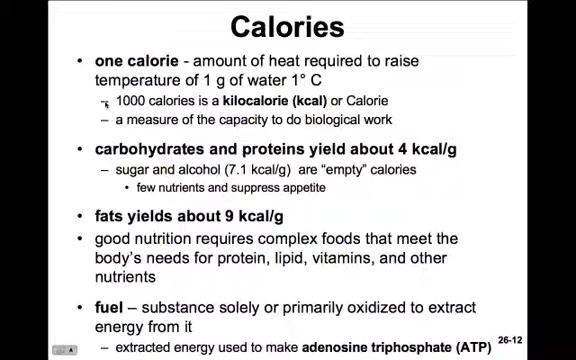 Calories
• one calorie - amount of heat required to raise
temperature of 1 g of water 1° C
– 1000 calories is a kilocalorie (kcal) or Calorie
– a measure of the capacity to do biological work
• carbohydrates and proteins yield about 4 kcal/g
– sugar and alcohol (7.1 kcal/g) are “empty” calories
• few nutrients and suppress appetite
• fats yields about 9 kcal/g
• good nutrition requires complex foods that meet the
body’s needs for protein, lipid, vitamins, and other
nutrients
• fuel – substance solely or primarily oxidized to extract
energy from it
– extracted energy used to make adenosine triphosphate (ATP)
26-12